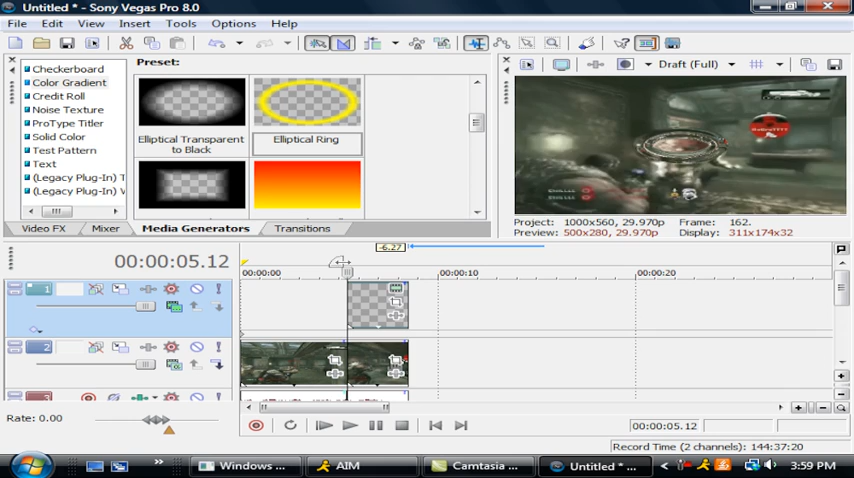 Untitled * - Sony Vegas Pro 8.0
File Edit View Insert Tools Options Help
Checkerboard
Color Gradient
Credit Roll
Noise Texture
ProType Titler
Solid Color
Test Pattern
Text
(Legacy Plug-In) T
(Legacy Plug-In)
Preset:
Elliptical Transparent
to Black
Elliptical Ring
Video FX Mixer Media Generators Transitions
Draft (Full)
Project: 1000x560, 29.970p Frame: 162.
Preview: 500x280, 29.970p Display: 311x174x32
-6.27
00:00:05.12
00:00:00 00:00:10 00:00:20
1
2
3
Rate: 0.00
00:00:05.12
Record Time (2 channels): 144:37:20
Windows ... AIM Camtasia ... Untitled * ... 3:59 PM